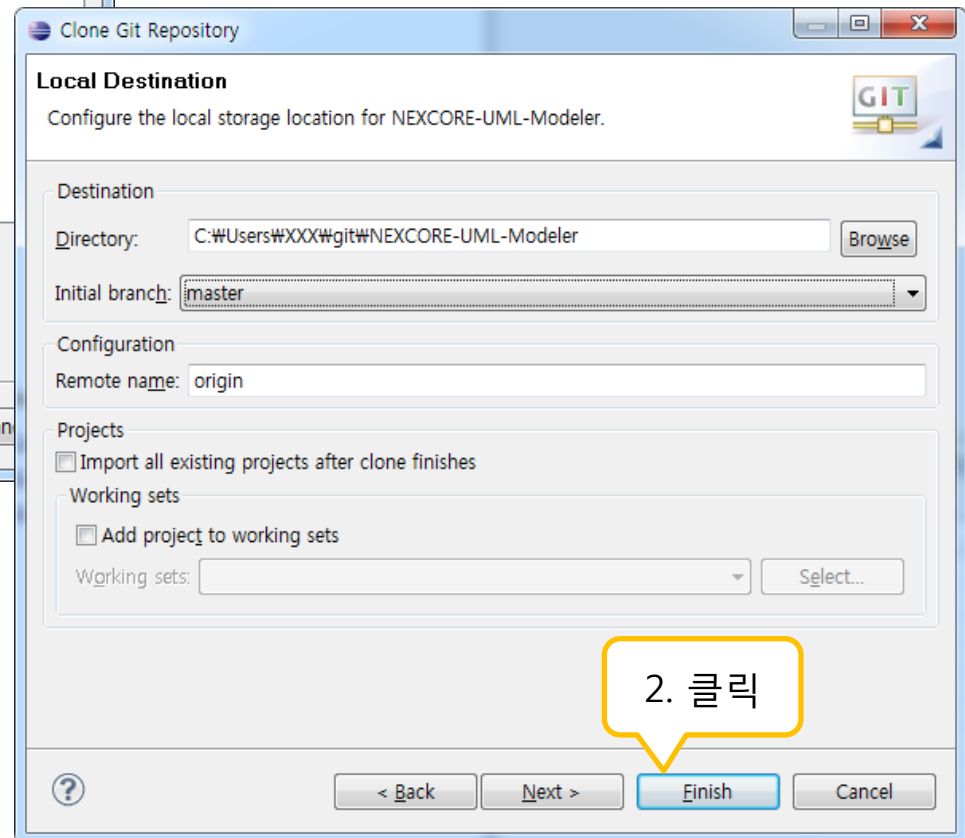 Clone Git Repository
Local Destination
Configure the local storage location for NEXCORE-UML-Modeler.
GIT
Destination
Directory: C:₩Users₩XXX₩git₩NEXCORE-UML-Modeler Browse
Initial branch: master
Configuration
Remote name: origin
Projects
Import all existing projects after clone finishes
Working sets
Add project to working sets
Working sets: Select...
2. 클릭
< Back Next > Finish Cancel